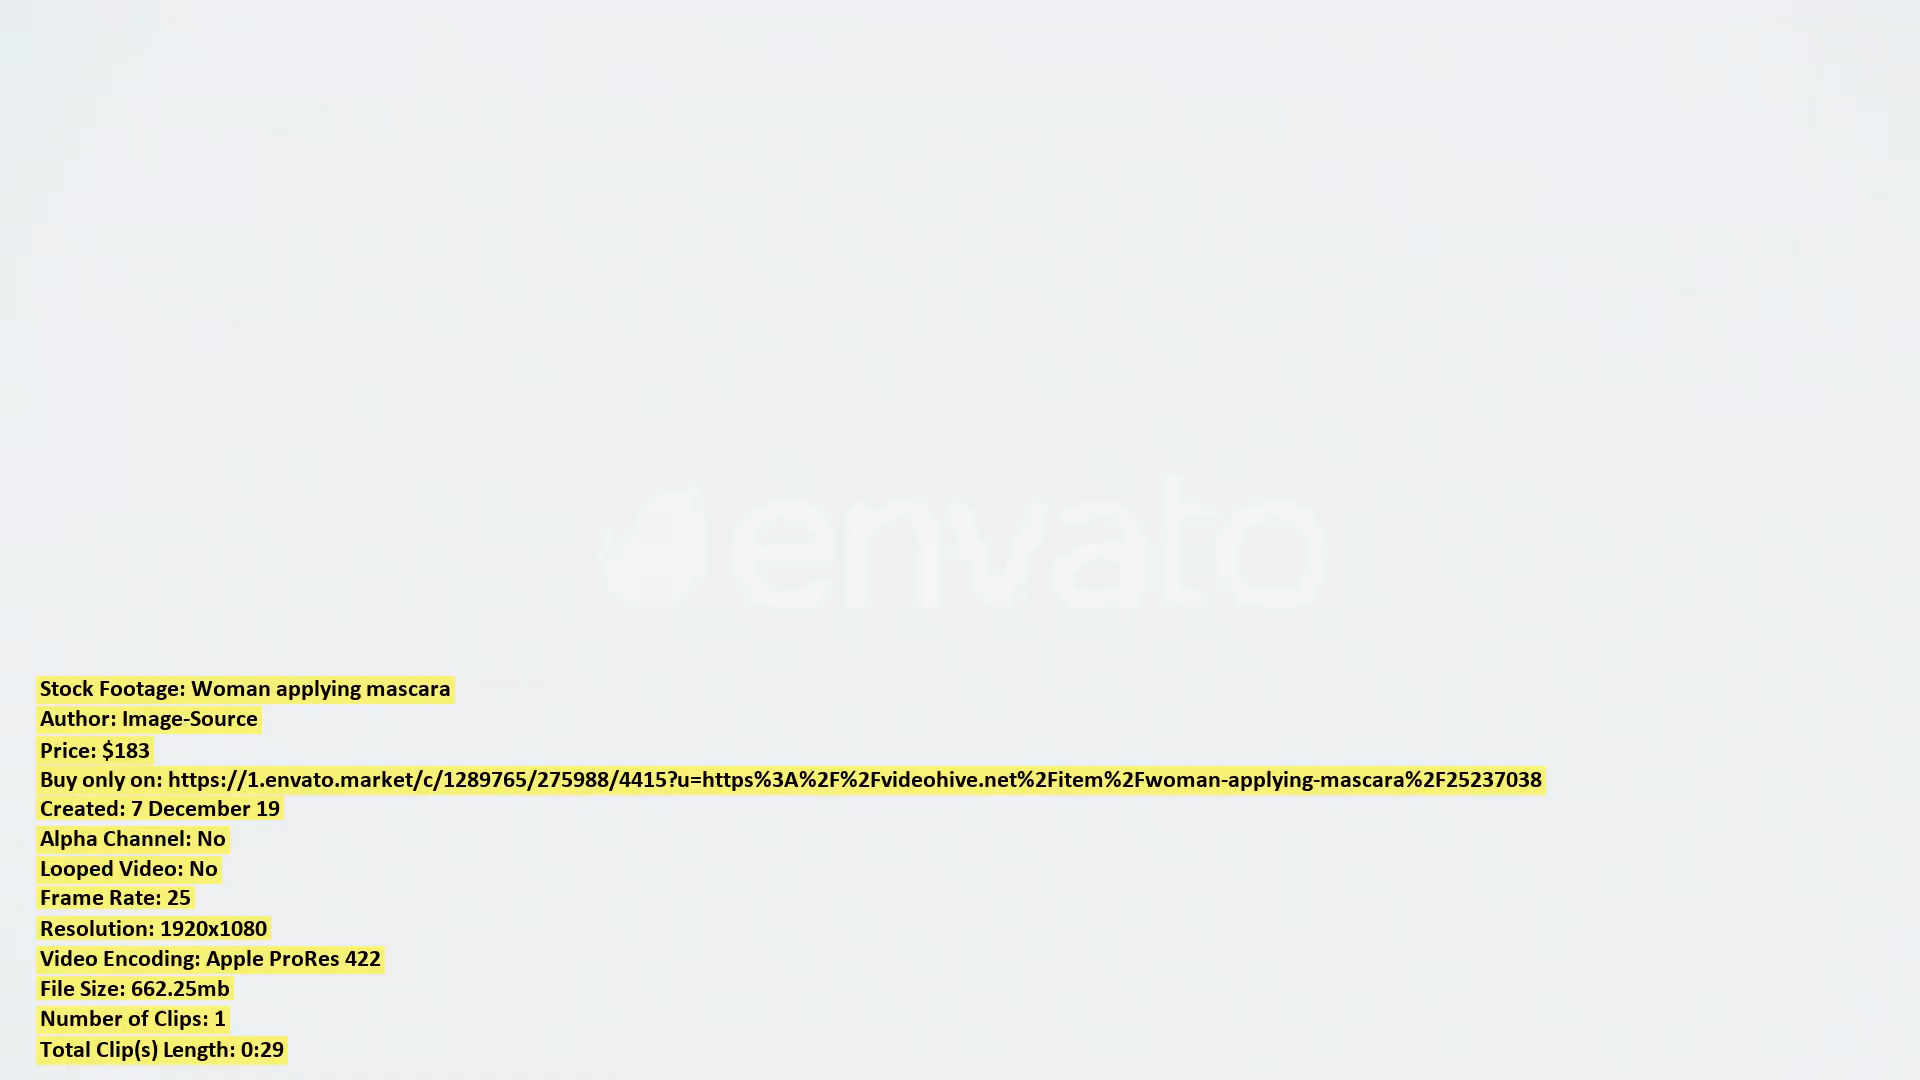 envato
Stock Footage: Woman applying mascara
Author: Image-Source
Price: $183
Buy only on: https://1.envato.market/c/1289765/275988/4415?u=https%3A%2F%2Fvideohive.net%2Fitem%2Fwoman-applying-mascara%2F25237038
Created: 7 December 19
Alpha Channel: No
Looped Video: No
Frame Rate: 25
Resolution: 1920x1080
Video Encoding: Apple ProRes 422
File Size: 662.25mb
Number of Clips: 1
Total Clip(s) Length: 0:29